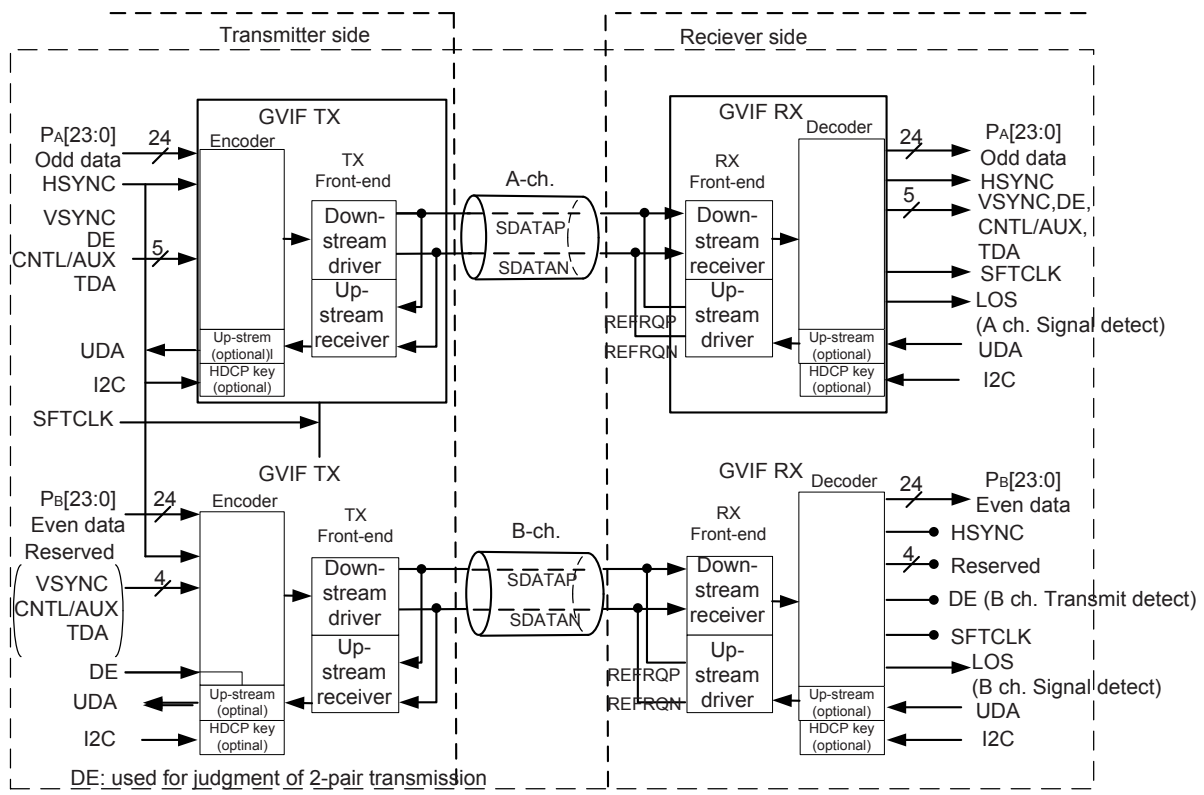 Transmitter side
Reciever side
GVIF TX
Encoder
PA[23:0]
Odd data
24
HSYNC
VSYNC
DE
CNTL/AUX
TDA
5
UDA
I2C
SFTCLK
TX
Front-end
Down-
stream
driver
Up-
stream
receiver
Up-strem
(optional)l
HDCP key
(optional)
A-ch.
SDATAP
SDATAN
REFRQP
REFRQN
GVIF RX
Decoder
RX
Front-end
Down-
stream
receiver
Up-
stream
driver
Up-stream
(optional)
HDCP key
(optional)
24
PA[23:0]
Odd data
HSYNC
5
VSYNC,DE,
CNTL/AUX,
TDA
SFTCLK
LOS
(A ch. Signal detect)
UDA
I2C
GVIF TX
Encoder
PB[23:0]
Even data
24
Reserved
VSYNC
CNTL/AUX
TDA
4
DE
UDA
I2C
TX
Front-end
Down-
stream
driver
Up-
stream
receiver
Up-stream
(optinal)
HDCP key
(optinal)
B-ch.
SDATAP
SDATAN
REFRQP
REFRQN
GVIF RX
Decoder
RX
Front-end
Down-
stream
receiver
Up-
stream
driver
Up-stream
(optional)
HDCP key
(optional)
24
PB[23:0]
Even data
HSYNC
4
Reserved
DE (B ch. Transmit detect)
SFTCLK
LOS
(B ch. Signal detect)
UDA
I2C
DE: used for judgment of 2-pair transmission